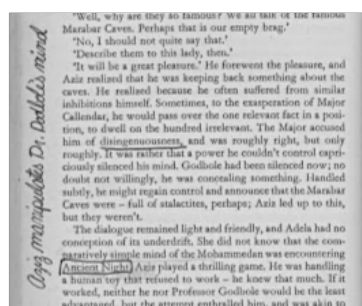 'Well, why are they so famous? We all talk of the famous
Marabar Caves. Perhaps that is our empty brag.'
'No, I should not quite say that.'
'Describe them to this lady, then.'
'It will be a great pleasure.' He forewent the pleasure, and
Aziz realized that he was keeping back something about the
caves. He realized because he often suffered from similar
inhibitions himself. Sometimes, to the exasperation of Major
Callendar, he would pass over the one relevant fact in a posi-
tion, to dwell on the hundred irrelevant. The Major accused
him of disingenuousness, and was roughly right, but only
roughly. It was rather that a power he couldn't control capri-
ciously silenced his mind. Godbole had been silenced now; no
doubt not willingly, he was concealing something. Handled
subtly, he might regain control and announce that the Marabar
Caves were – full of stalactites, perhaps; Aziz led up to this,
but they weren't.
The dialogue remained light and friendly, and Adela had no
conception of its underdrift. She did not know that the com-
paratively simple mind of the Mohammedan was encountering
Ancient Night. Aziz played a thrilling game. He was handling
a human toy that refused to work – he knew that much. If it
worked, neither he nor Professor Godbole would be the least
advantaged, but the attempt enthralled him and was akin to
Aziz manipulates Dr. mind